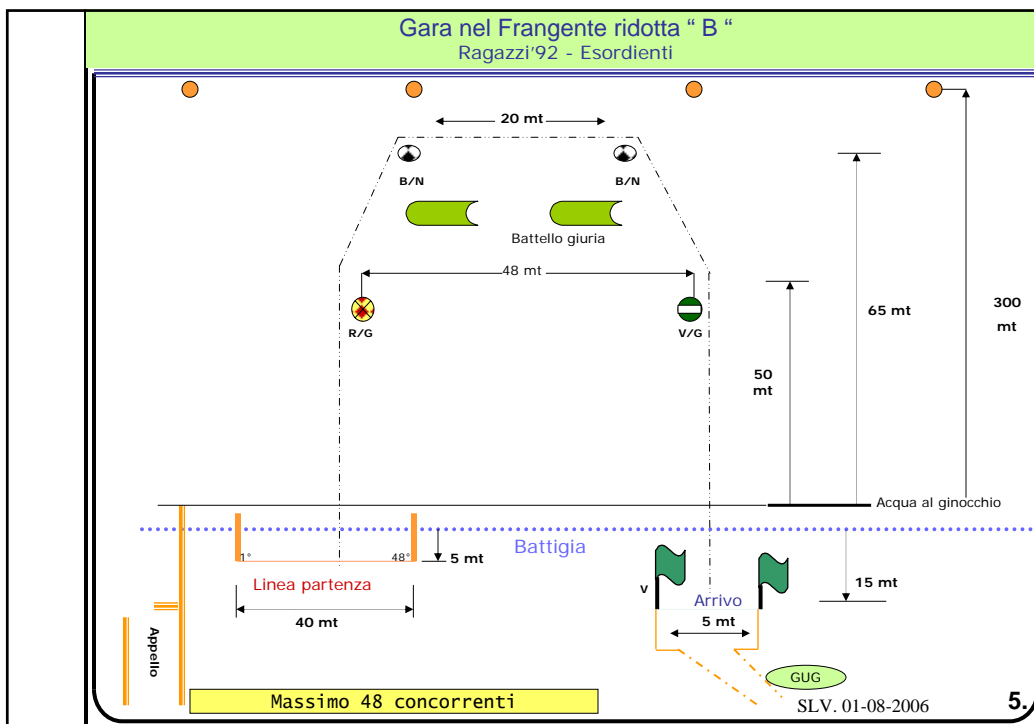 Gara nel Frangente ridotta “ B “
Ragazzi'92 - Esordienti
20 mt
B/N
B/N
Battello giuria
48 mt
R/G
V/G
300
mt
65 mt
50
mt
Acqua al ginocchio
Battigia
1°
48°
5 mt
Linea partenza
40 mt
V
Arrivo
5 mt
15 mt
Appello
GUG
Massimo 48 concorrenti
SLV. 01-08-2006
5.